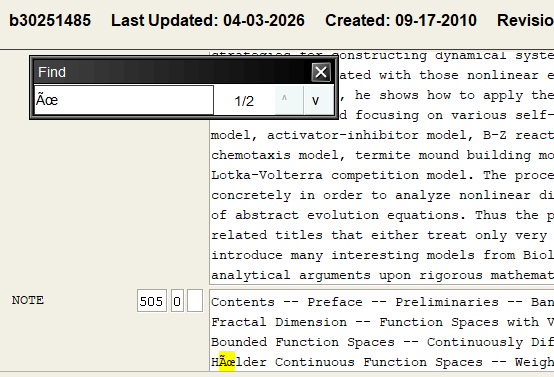 b30251485 Last Updated: 04-03-2026 Created: 09-17-2010 Revisio
strategies for constructing dynamical syste
Find
ated with those nonlinear e
Ãœ 1/2 ^ v
, he shows how to apply the
d focusing on various self-
model, activator-inhibitor model, B-Z react
chemotaxis model, termite mound building mo
Lotka-Volterra competition model. The proce
concretely in order to analyze nonlinear di
of abstract evolution equations. Thus the p
related titles that either treat only very
introduce many interesting models from Biol
analytical arguments upon rigorous mathemat
NOTE 505 0 Contents -- Preface -- Preliminaries -- Ban
Fractal Dimension -- Function Spaces with V
Bounded Function Spaces -- Continuously Dif
HÃœlder Continuous Function Spaces -- Weigh